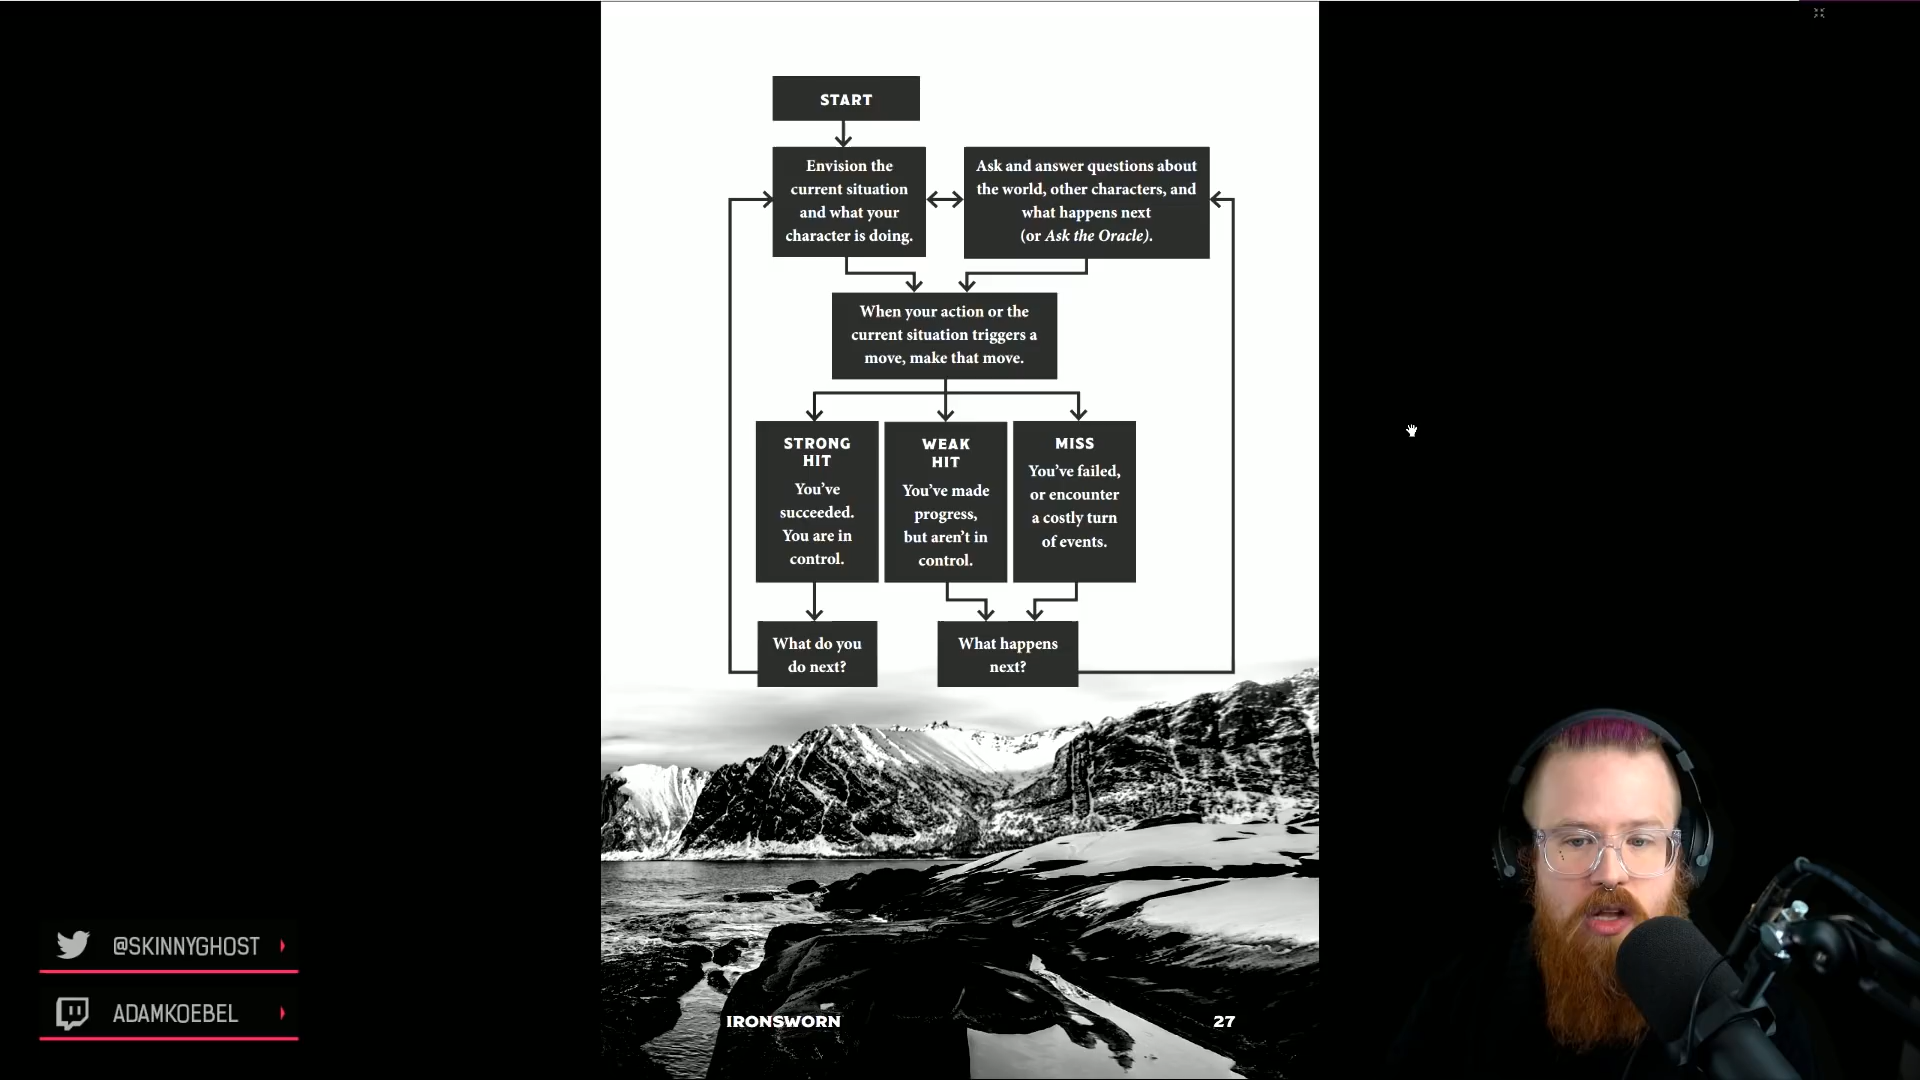 START
Envision the
current situation
and what your
character is doing.
Ask and answer questions about
the world, other characters, and
what happens next
(or Ask the Oracle).
When your action or the
current situation triggers a
move, make that move.
STRONG
HIT
You've
succeeded.
You are in
control.
WEAK
HIT
You've made
progress,
but aren't in
control.
MISS
You've failed,
or encounter
a costly turn
of events.
What do you
do next?
What happens
next?
@SKINNYGHOST
ADAMKOEBEL
IRONSWORN
27